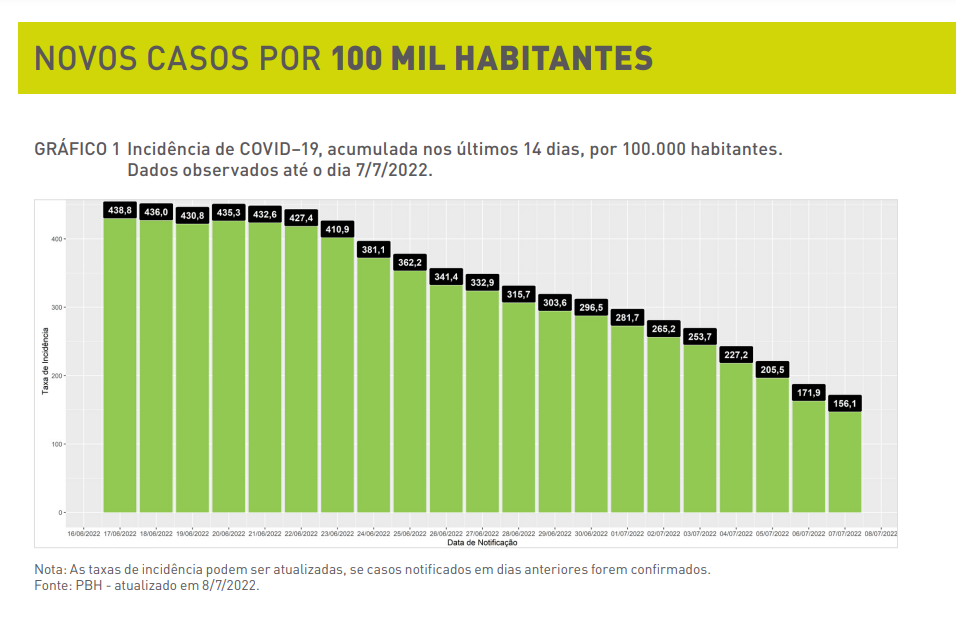 NOVOS CASOS POR 100 MIL HABITANTES
GRÁFICO 1 Incidência de COVID–19, acumulada nos últimos 14 dias, por 100.000 habitantes.
Dados observados até o dia 7/7/2022.
438,8 436,0 430,8 435,3 432,6 427,4 410,9 381,1 362,2 341,4 332,9 315,7 303,6 296,5 281,7 265,2 253,7 227,2 205,5 171,9 156,1
400
300
200
100
0
Taxa de Incidência
16/06/2022 17/06/2022 18/06/2022 19/06/2022 20/06/2022 21/06/2022 22/06/2022 23/06/2022 24/06/2022 25/06/2022 26/06/2022 27/06/2022 28/06/2022 29/06/2022 30/06/2022 01/07/2022 02/07/2022 03/07/2022 04/07/2022 05/07/2022 06/07/2022 07/07/2022 08/07/2022
Data de Notificação
Nota: As taxas de incidência podem ser atualizadas, se casos notificados em dias anteriores forem confirmados.
Fonte: PBH - atualizado em 8/7/2022.